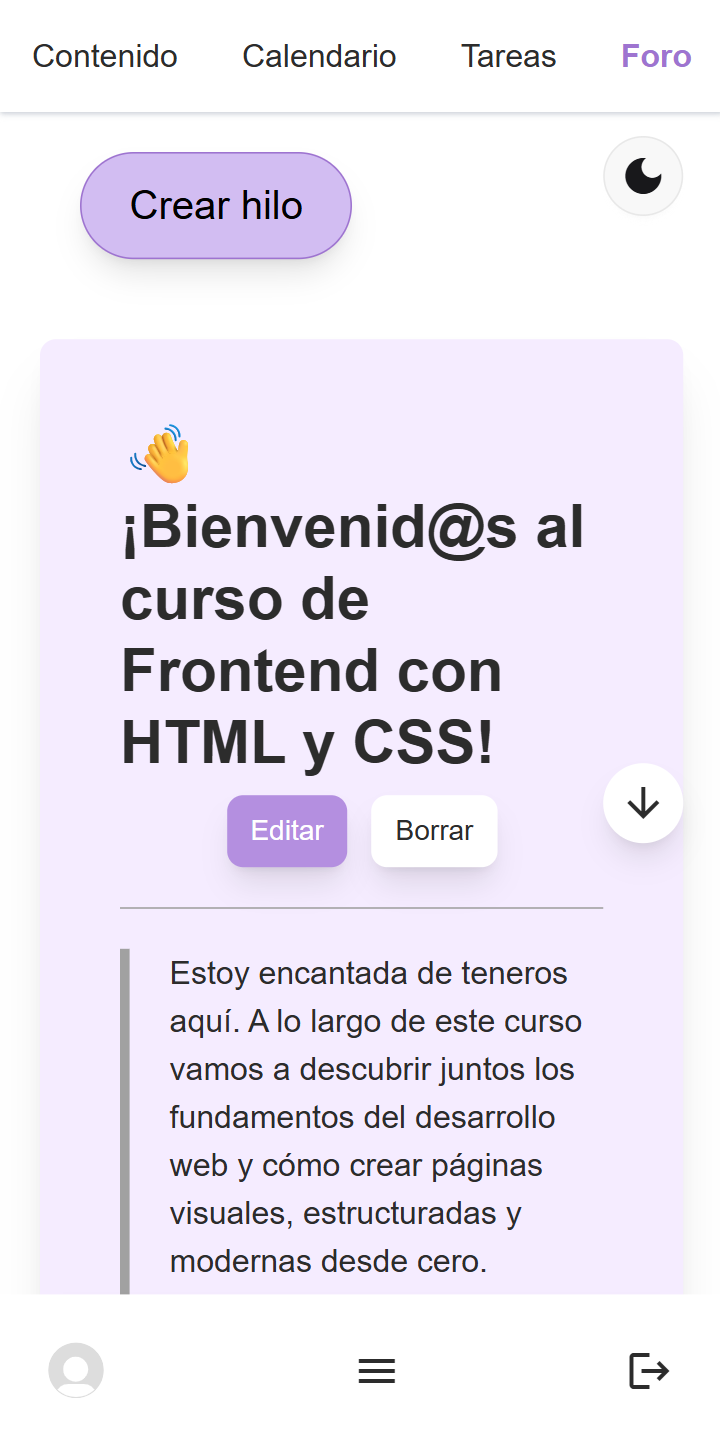 Contenido Calendario Tareas Foro
Crear hilo
¡Bienvenid@s al
curso de
Frontend con
HTML y CSS!
Editar Borrar
Estoy encantada de teneros
aquí. A lo largo de este curso
vamos a descubrir juntos los
fundamentos del desarrollo
web y cómo crear páginas
visuales, estructuradas y
modernas desde cero.